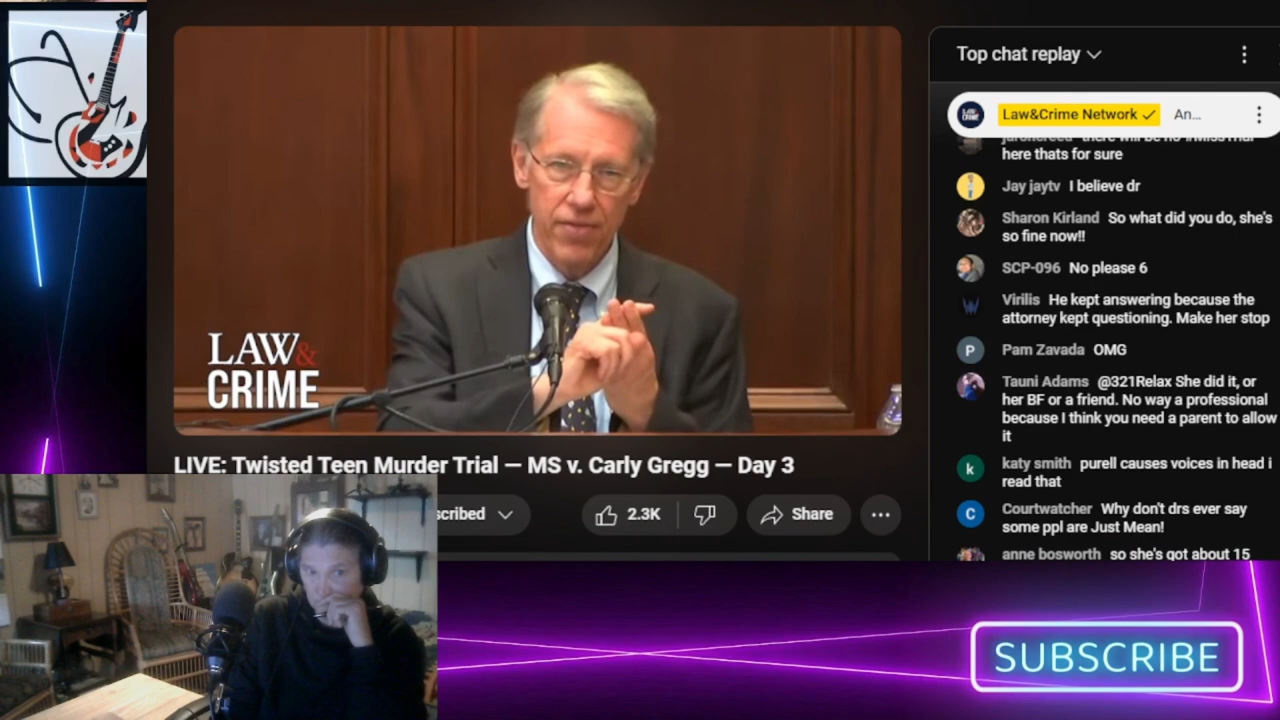 LAW&
CRIME
LIVE: Twisted Teen Murder Trial — MS v. Carly Gregg — Day 3
scribed
2.3K
Share
Top chat replay
LAW&
CRIME
Law&Crime Network
An...
here thats for sure
Jay jaytv I believe dr
Sharon Kirland So what did you do, she's
so fine now!!
SCP-096 No please 6
Virilis He kept answering because the
attorney kept questioning. Make her stop
P
Pam Zavada OMG
Tauni Adams @321Relax She did it, or
her BF or a friend. No way a professional
because I think you need a parent to allow
it
k
katy smith purell causes voices in head i
read that
C
Courtwatcher Why don't drs ever say
some ppl are Just Mean!
anne bosworth so she's got about 15
SUBSCRIBE